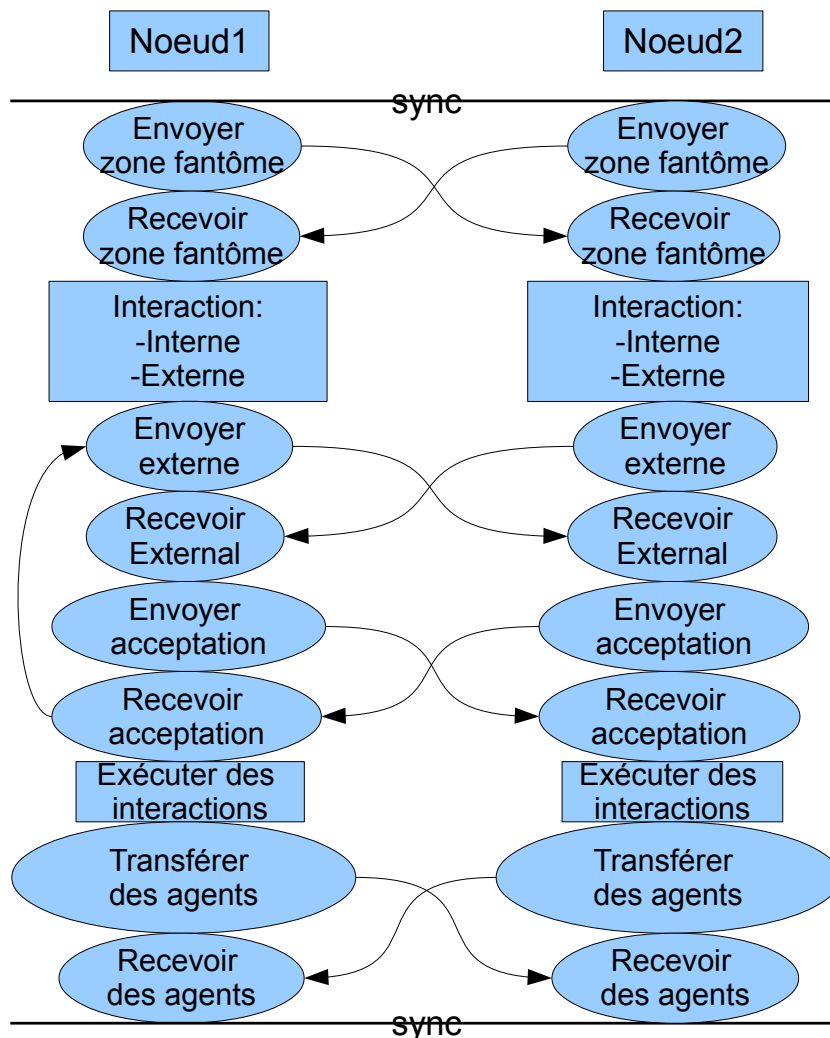 Noeud1
Noeud2
sync
Envoyer
zone fantôme
Envoyer
zone fantôme
Recevoir
zone fantôme
Recevoir
zone fantôme
Interaction:
-Interne
-Externe
Interaction:
-Interne
-Externe
Envoyer
externe
Envoyer
externe
Recevoir
External
Recevoir
External
Envoyer
acceptation
Envoyer
acceptation
Recevoir
acceptation
Recevoir
acceptation
Exécuter des
interactions
Exécuter des
interactions
Transférer
des agents
Transférer
des agents
Recevoir
des agents
Recevoir
des agents
sync